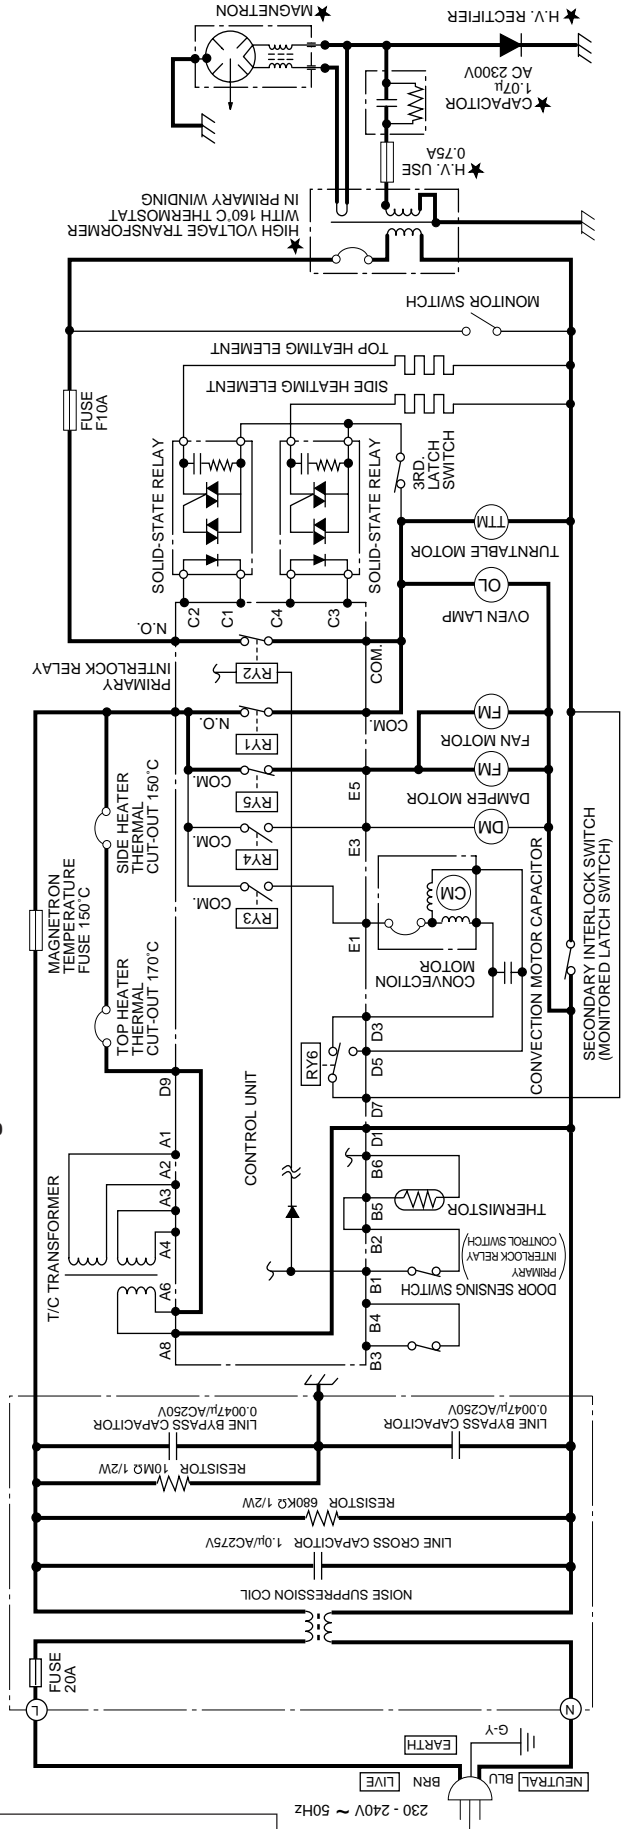 ★ MAGNETRON
★ H.V. RECTIFIER
★ CAPACITOR
1.07µ
AC 2300V
★ H.V. USE
0.75A
★
HIGH VOLTAGE TRANSFORMER
WITH 160°C THERMOSTAT
IN PRIMARY WINDING
MONITOR SWITCH
TOP HEATIMG ELEMENT
SIDE HEATIMG ELEMENT
FUSE
F10A
SOLID-STATE RELAY
SOLID-STATE RELAY
3RD.
LATCH
SWITCH
TTM
TURNTABLE MOTOR
OL
OVEN LAMP
C2
C1
C4
C3
N.O.
COM.
PRIMARY
INTERLOCK RELAY
RY2
N.O.
RY1
COM.
FM
FAN MOTOR
COM.
RY5
E5
FM
DAMPER MOTOR
COM.
RY4
E3
DM
COM.
RY3
E1
CM
CONVECTION
MOTOR
CONVECTION MOTOR CAPACITOR
SECONDARY INTERLOCK SWITCH
(MONITORED LATCH SWITCH)
SIDE HEATER
THERMAL
CUT-OUT 150°C
MAGNETRON
TEMPERATURE
FUSE 150°C
TOP HEATER
THERMAL
CUT-OUT 170°C
D9
CONTROL UNIT
RY6
D3
D5
D7
D1
T/C TRANSFORMER
A1
A2
A3
A4
A6
A8
B6
B5
B2
B1
B4
B3
THERMISTOR
(PRIMARY
INTERLOCK RELAY
CONTROL SWITCH)
DOOR SENSING SWITCH
LINE BYPASS CAPACITOR
0.0047µ/AC250V
LINE BYPASS CAPACITOR
0.0047µ/AC250V
RESISTOR 10MΩ 1/2W
RESISTOR 680KΩ 1/2W
LINE CROSS CAPACITOR 1.0µ/AC275V
NOISE SUPPRESSION COIL
FUSE
20A
L
N
EARTH
G-Y
LIVE
BRN
BLU
NEUTRAL
230 - 240V ~ 50Hz